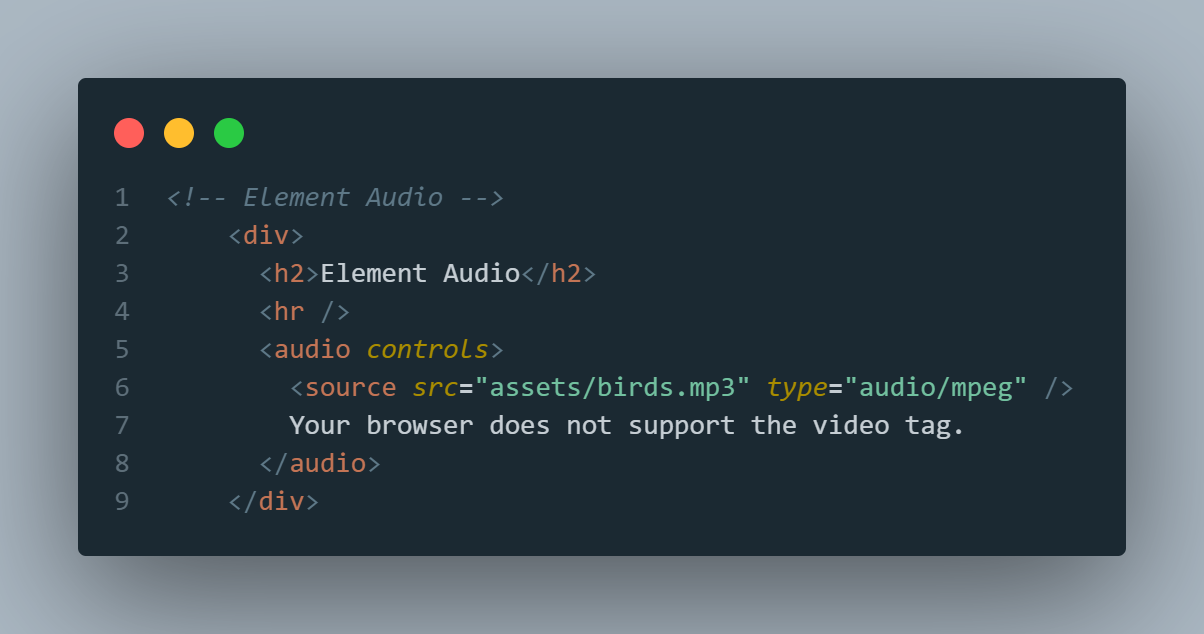 1 <!-- Element Audio -->
2     <div>
3       <h2>Element Audio</h2>
4       <hr />
5       <audio controls>
6         <source src="assets/birds.mp3" type="audio/mpeg" />
7         Your browser does not support the video tag.
8       </audio>
9     </div>